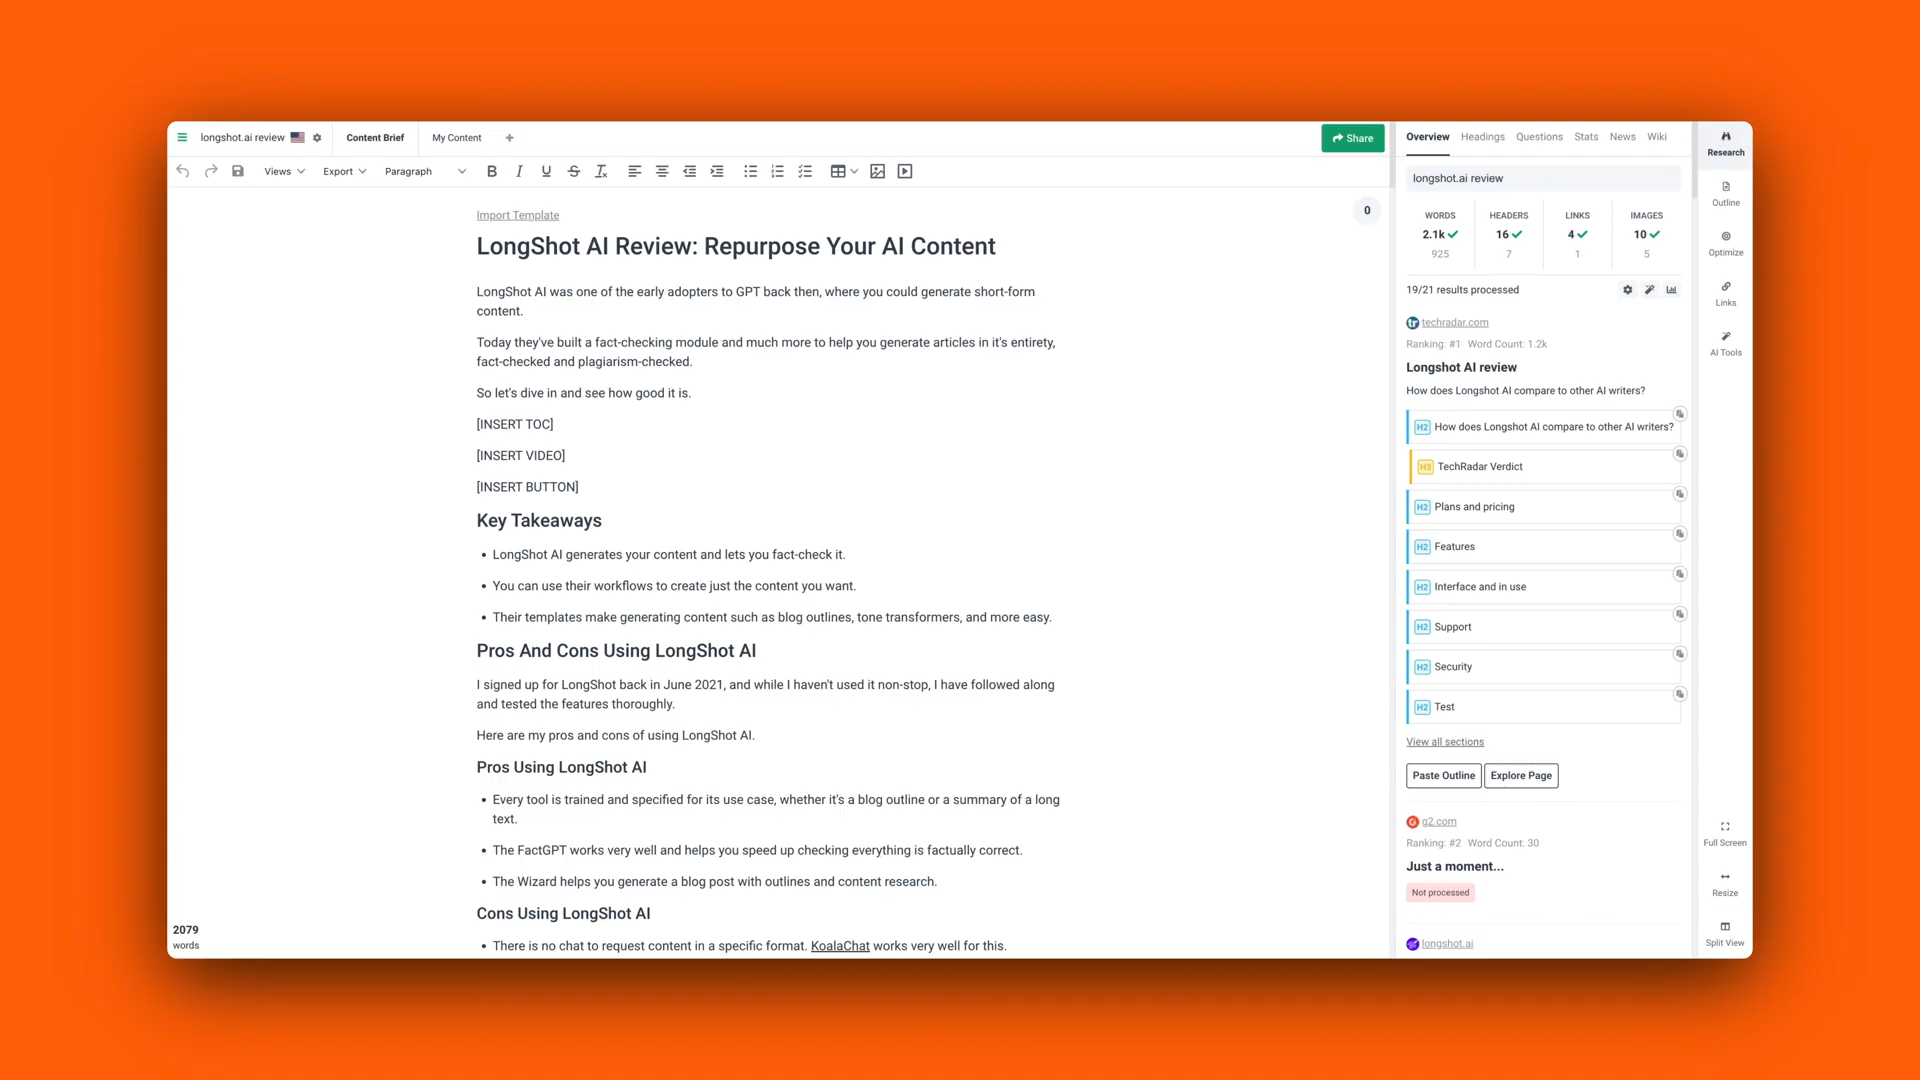 longshot.ai review
Content Brief
My Content
Share
Views
Export
Paragraph
Import Template
0
LongShot AI Review: Repurpose Your AI Content
LongShot AI was one of the early adopters to GPT back then, where you could generate short-form
content.
Today they've built a fact-checking module and much more to help you generate articles in it's entirety,
fact-checked and plagiarism-checked.
So let's dive in and see how good it is.
[INSERT TOC]
[INSERT VIDEO]
[INSERT BUTTON]
Key Takeaways
• LongShot AI generates your content and lets you fact-check it.
• You can use their workflows to create just the content you want.
• Their templates make generating content such as blog outlines, tone transformers, and more easy.
Pros And Cons Using LongShot AI
I signed up for LongShot back in June 2021, and while I haven't used it non-stop, I have followed along
and tested the features thoroughly.
Here are my pros and cons of using LongShot AI.
Pros Using LongShot AI
• Every tool is trained and specified for its use case, whether it's a blog outline or a summary of a long
text.
• The FactGPT works very well and helps you speed up checking everything is factually correct.
• The Wizard helps you generate a blog post with outlines and content research.
Cons Using LongShot AI
• There is no chat to request content in a specific format. KoalaChat works very well for this.
2079
words
Overview Headings Questions Stats News Wiki
longshot.ai review
WORDS HEADERS LINKS IMAGES
2.1k 16 4 10
925 7 1 5
19/21 results processed
techradar.com
Ranking: #1 Word Count: 1.2k
Longshot AI review
How does Longshot AI compare to other AI writers?
H2 How does Longshot AI compare to other AI writers?
H3 TechRadar Verdict
H2 Plans and pricing
H2 Features
H2 Interface and in use
H2 Support
H2 Security
H2 Test
View all sections
Paste Outline Explore Page
g2.com
Ranking: #2 Word Count: 30
Just a moment...
Not processed
longshot.ai
Research
Outline
Optimize
Links
AI Tools
Full Screen
Resize
Split View